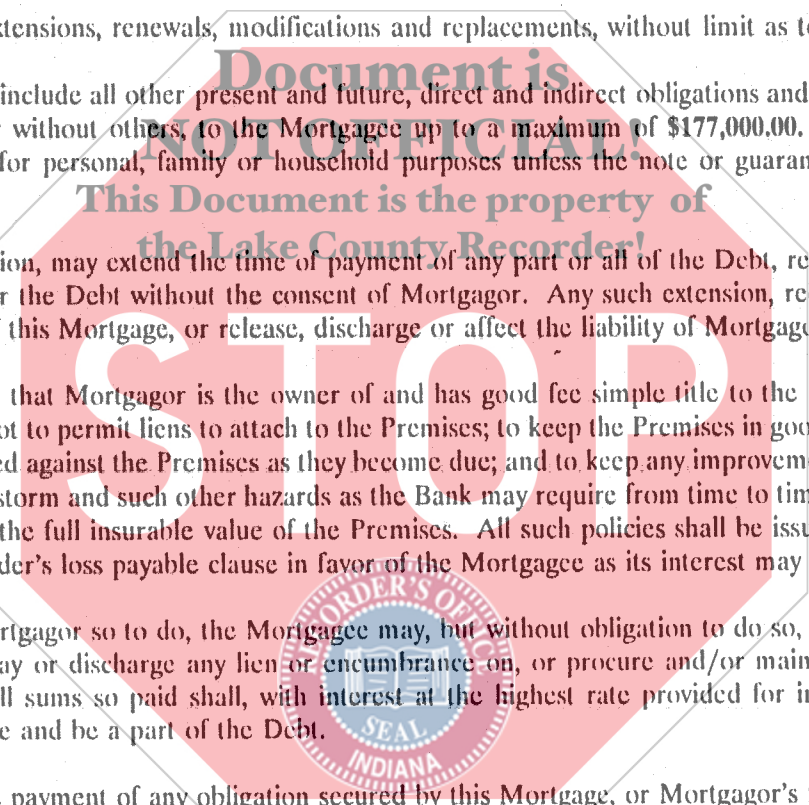 xtensions, renewals, modifications and replacements, without limit as to
Document is
include all other present and future, direct and indirect obligations and
without others, to the Mortgagee up to a maximum of $177,000.00.
NOT OFFICIAL!
for personal, family or household purposes unless the note or guaran
This Document is the property of
the Lake County Recorder!
ion, may extend the time of payment of any part or all of the Debt, re
r the Debt without the consent of Mortgagor. Any such extension, re
f this Mortgage, or release, discharge or affect the liability of Mortgago
STOP
that Mortgagor is the owner of and has good fee simple title to the
ot to permit liens to attach to the Premises; to keep the Premises in goo
ed against the Premises as they become due; and to keep any improveme
storm and such other hazards as the Bank may require from time to tim
the full insurable value of the Premises. All such policies shall be issu
der's loss payable clause in favor of the Mortgagee as its interest may
RECORDER'S OFFICE
rtgagor so to do, the Mortgagee may, but without obligation to do so,
ay or discharge any lien or encumbrance on, or procure and/or main
ll sums so paid shall, with interest at the highest rate provided for in
e and be a part of the Debt.
SEAL
INDIANA
payment of any obligation secured by this Mortgage, or Mortgagor's